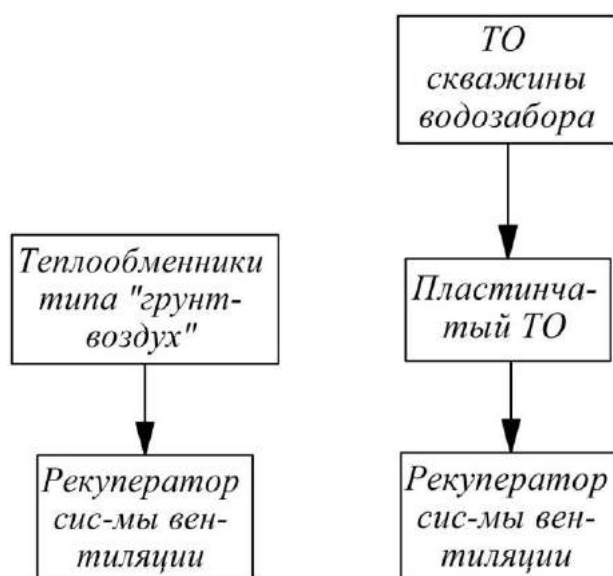 ТО
скважины
водозабора
Теплообменники
типа "грунт-
воздух"
Пластинча-
тый ТО
Рекуператор
сис-мы вен-
тиляции
Рекуператор
сис-мы вен-
тиляции